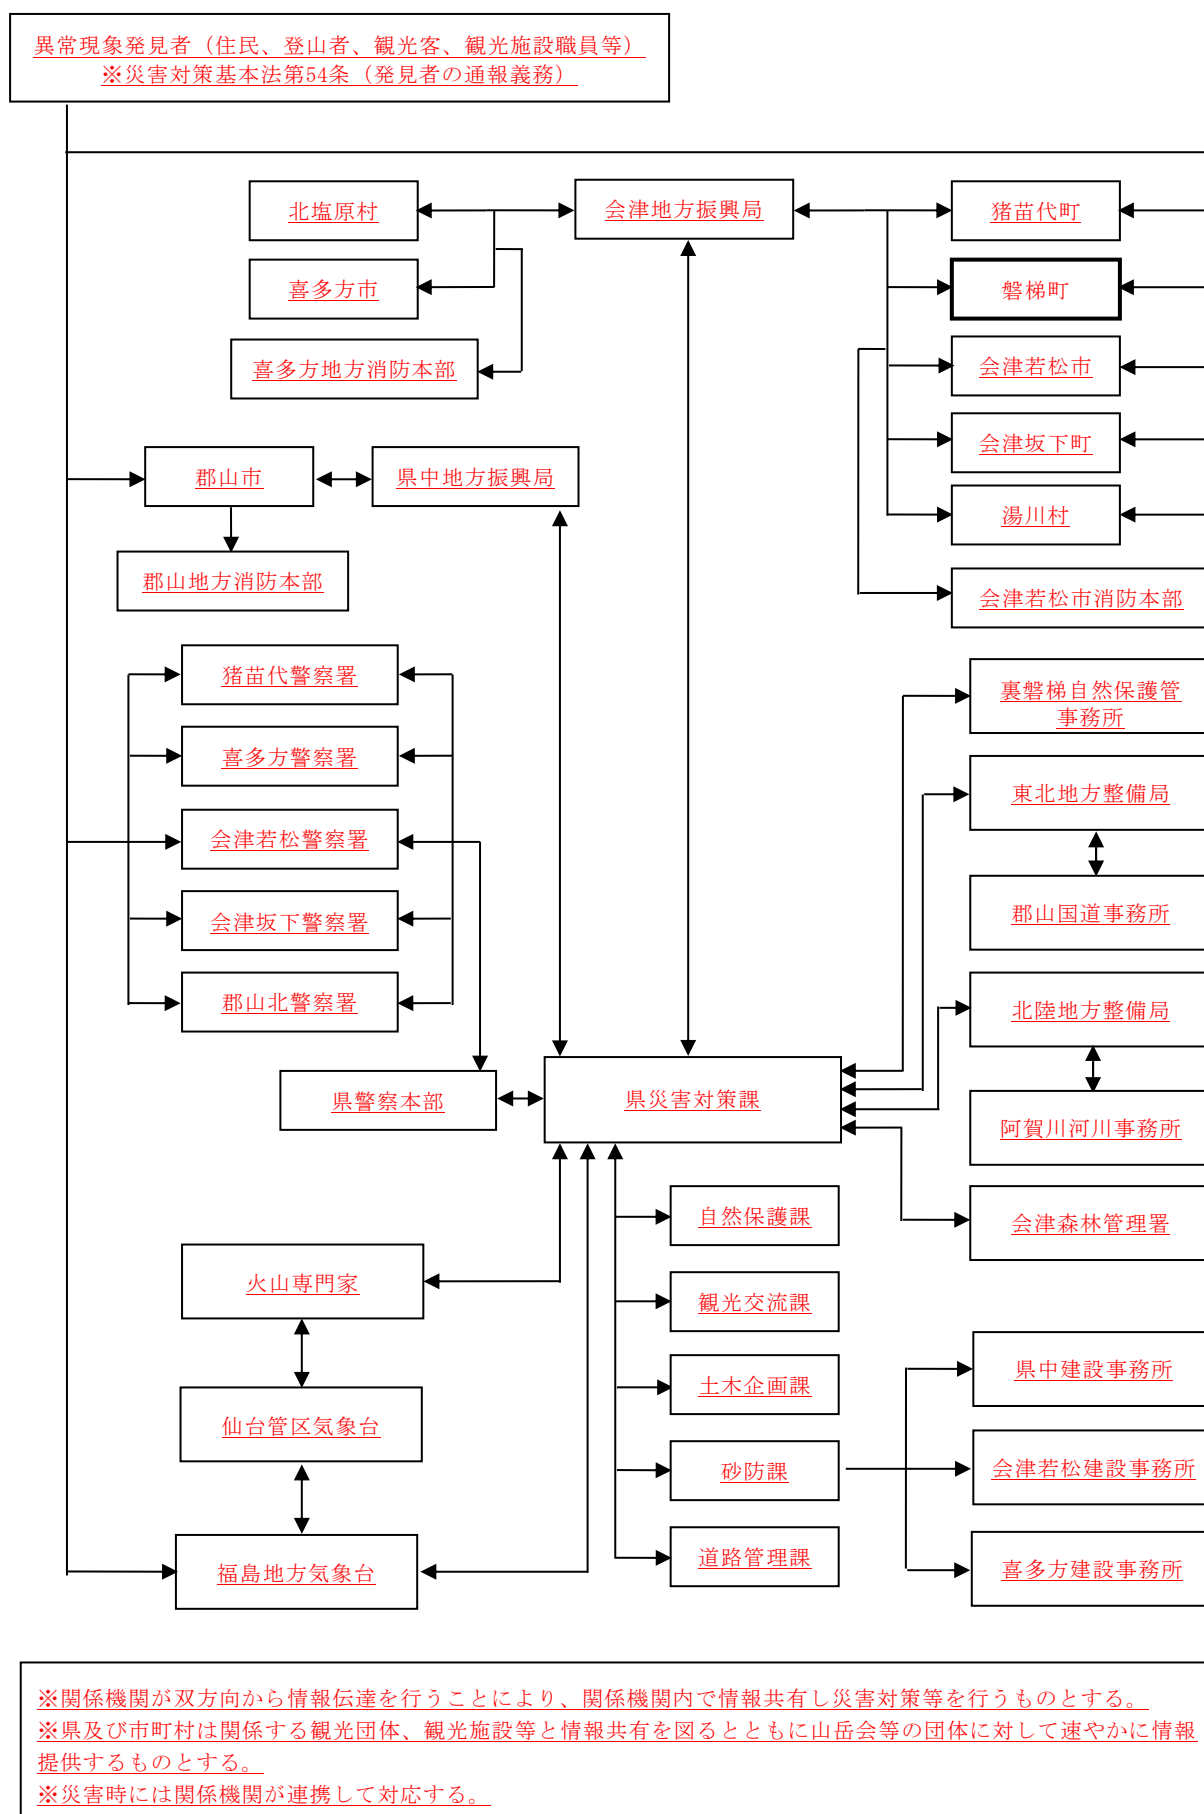 異常現象発見者（住民、登山者、観光客、観光施設職員等）
※災害対策基本法第54条（発見者の通報義務）
北塩原村
会津地方振興局
猪苗代町
喜多方市
磐梯町
喜多方地方消防本部
会津若松市
会津坂下町
郡山市
県中地方振興局
湯川村
郡山地方消防本部
会津若松市消防本部
猪苗代警察署
裏磐梯自然保護管
事務所
喜多方警察署
東北地方整備局
会津若松警察署
会津坂下警察署
郡山国道事務所
郡山北警察署
北陸地方整備局
県警察本部
県災害対策課
阿賀川河川事務所
自然保護課
会津森林管理署
火山専門家
観光交流課
県中建設事務所
土木企画課
仙台管区気象台
砂防課
会津若松建設事務所
福島地方気象台
道路管理課
喜多方建設事務所
※関係機関が双方向から情報伝達を行うことにより、関係機関内で情報共有し災害対策等を行うものとする。
※県及び市町村は関係する観光団体、観光施設等と情報共有を図るとともに山岳会等の団体に対して速やかに情報
提供するものとする。
※災害時には関係機関が連携して対応する。